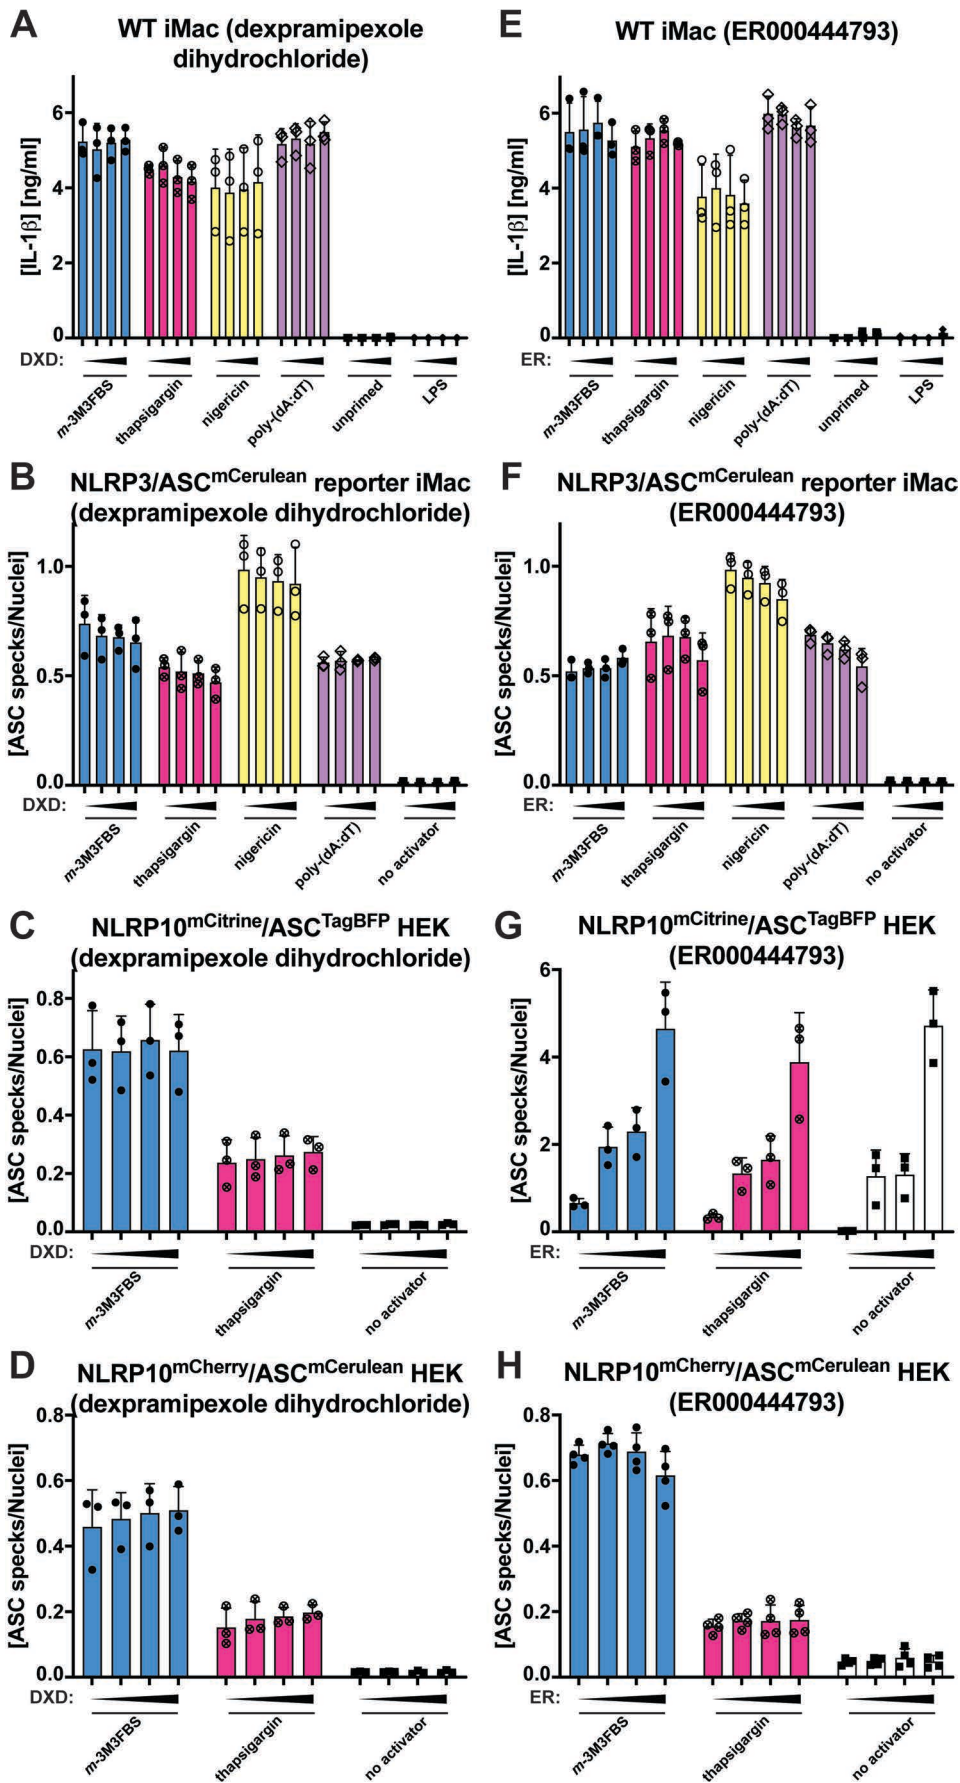 A
WT iMac (dexpramipexole
dihydrochloride)
[IL-1β] [ng/ml]
6
4
2
0
DXD:
m-3M3FBS
thapsigargin
nigericin
poly-(dA:dT)
unprimed
LPS
E
WT iMac (ER000444793)
[IL-1β] [ng/ml]
6
4
2
0
ER:
m-3M3FBS
thapsigargin
nigericin
poly-(dA:dT)
unprimed
LPS
B
NLRP3/ASCmCerulean reporter iMac
(dexpramipexole dihydrochloride)
[ASC specks/Nuclei]
1.0
0.5
0.0
DXD:
m-3M3FBS
thapsigargin
nigericin
poly-(dA:dT)
no activator
F
NLRP3/ASCmCerulean reporter iMac
(ER000444793)
[ASC specks/Nuclei]
1.0
0.5
0.0
ER:
m-3M3FBS
thapsigargin
nigericin
poly-(dA:dT)
no activator
C
NLRP10mCitrine/ASCTagBFP HEK
(dexpramipexole dihydrochloride)
[ASC specks/Nuclei]
0.8
0.6
0.4
0.2
0.0
DXD:
m-3M3FBS
thapsigargin
no activator
G
NLRP10mCitrine/ASCTagBFP HEK
(ER000444793)
[ASC specks/Nuclei]
6
4
2
0
ER:
m-3M3FBS
thapsigargin
no activator
D
NLRP10mCherry/ASCmCerulean HEK
(dexpramipexole dihydrochloride)
[ASC specks/Nuclei]
0.8
0.6
0.4
0.2
0.0
DXD:
m-3M3FBS
thapsigargin
no activator
H
NLRP10mCherry/ASCmCerulean HEK
(ER000444793)
[ASC specks/Nuclei]
0.8
0.6
0.4
0.2
0.0
ER:
m-3M3FBS
thapsigargin
no activator